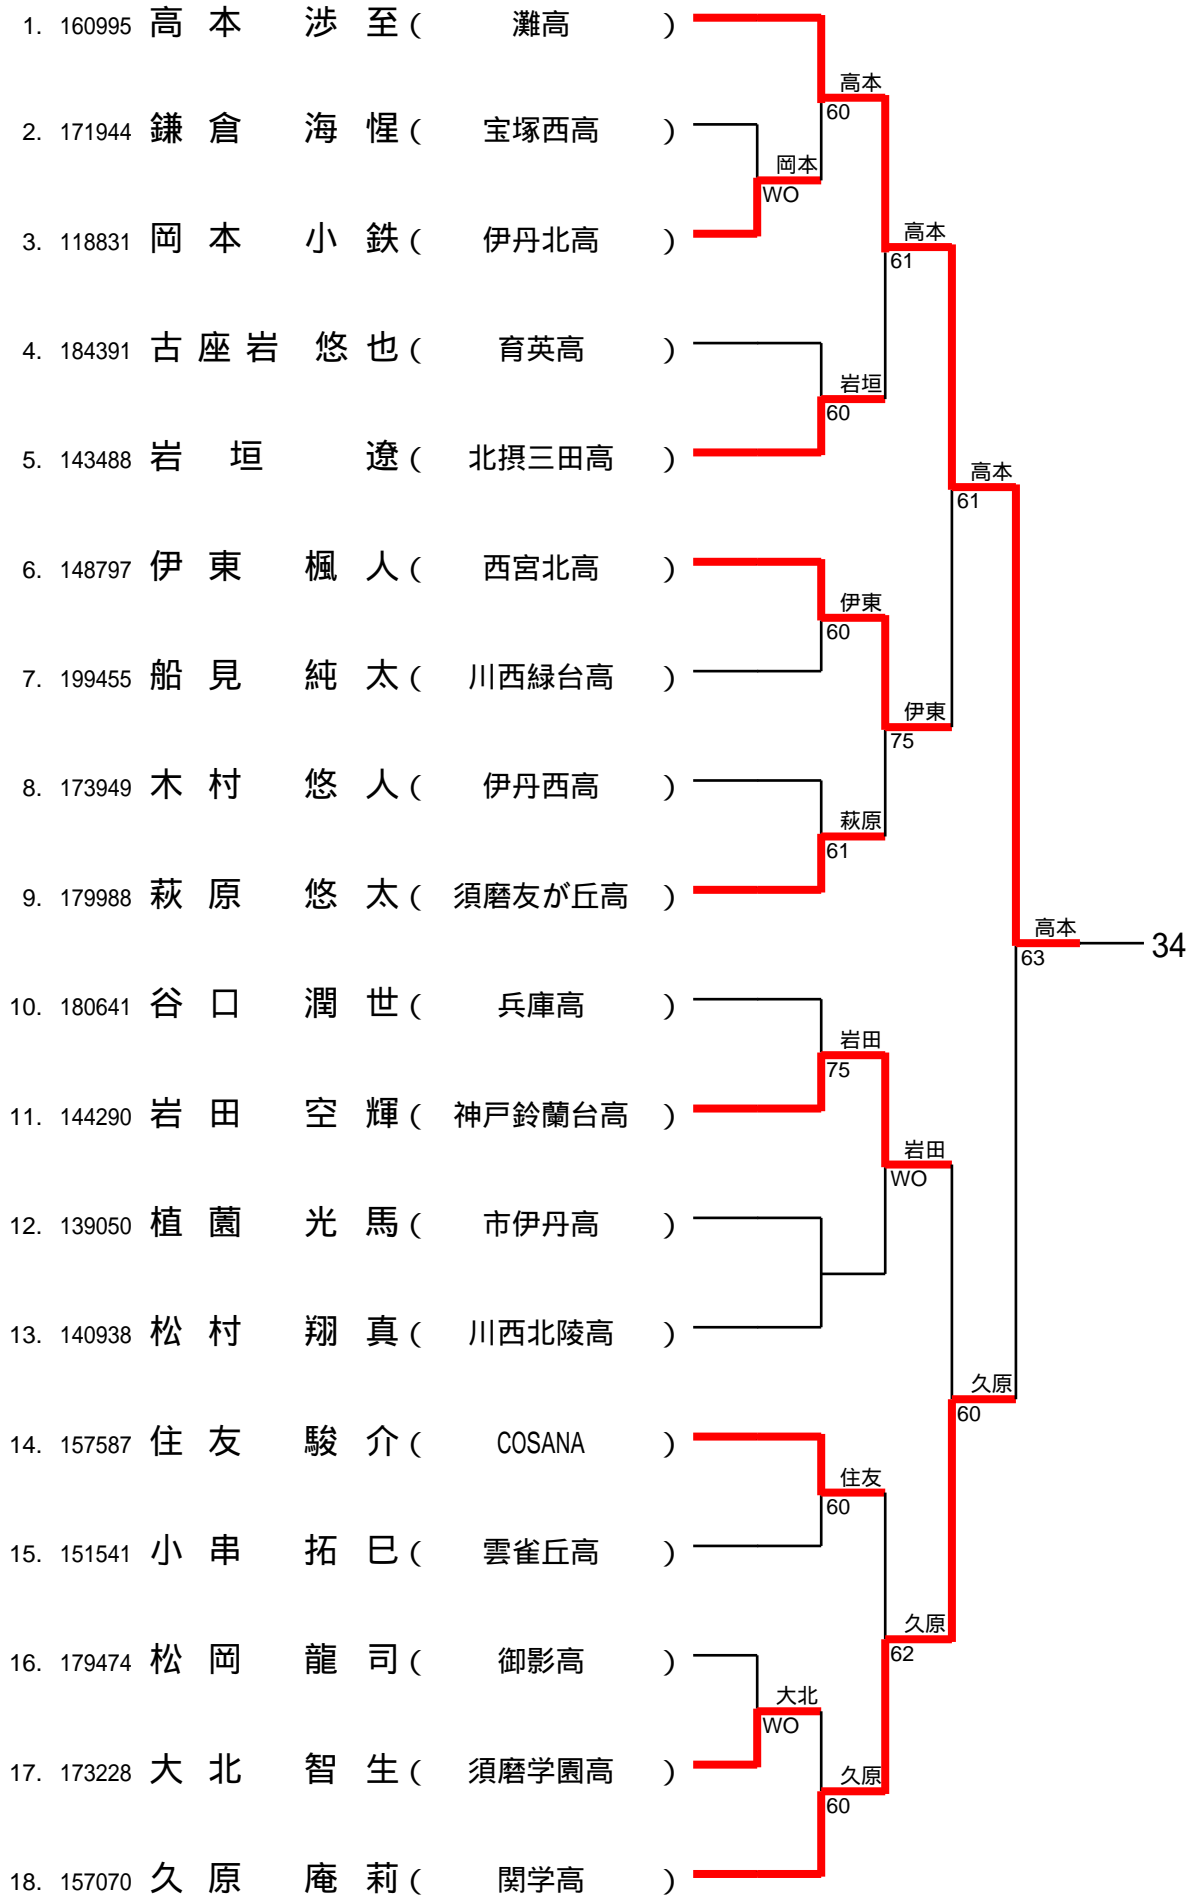 1. 160995 高本 渉至 ( 灘高 )
高本
60
2. 171944 鎌倉 海惺 ( 宝塚西高 )
岡本
WO
3. 118831 岡本 小鉄 ( 伊丹北高 )
高本
61
4. 184391 古座岩 悠也 ( 育英高 )
岩垣
60
5. 143488 岩垣 遼 ( 北摂三田高 )
高本
61
6. 148797 伊東 楓人 ( 西宮北高 )
伊東
60
7. 199455 船見 純太 ( 川西緑台高 )
伊東
75
8. 173949 木村 悠人 ( 伊丹西高 )
萩原
61
9. 179988 萩原 悠太 ( 須磨友が丘高 )
高本
63
34
10. 180641 谷口 潤世 ( 兵庫高 )
岩田
75
11. 144290 岩田 空輝 ( 神戸鈴蘭台高 )
岩田
WO
12. 139050 植薗 光馬 ( 市伊丹高 )
13. 140938 松村 翔真 ( 川西北陵高 )
久原
60
14. 157587 住友 駿介 ( COSANA )
住友
60
15. 151541 小串 拓巳 ( 雲雀丘高 )
久原
62
16. 179474 松岡 龍司 ( 御影高 )
大北
WO
17. 173228 大北 智生 ( 須磨学園高 )
久原
60
18. 157070 久原 庵莉 ( 関学高 )